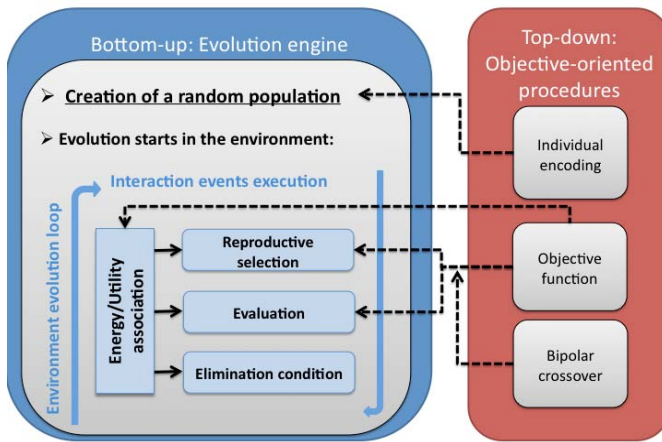 Bottom-up: Evolution engine
➢ Creation of a random population
➢ Evolution starts in the environment:
Interaction events execution
Environment evolution loop
Energy/Utility
association
Reproductive
selection
Evaluation
Elimination condition
Top-down:
Objective-oriented
procedures
Individual
encoding
Objective
function
Bipolar
crossover